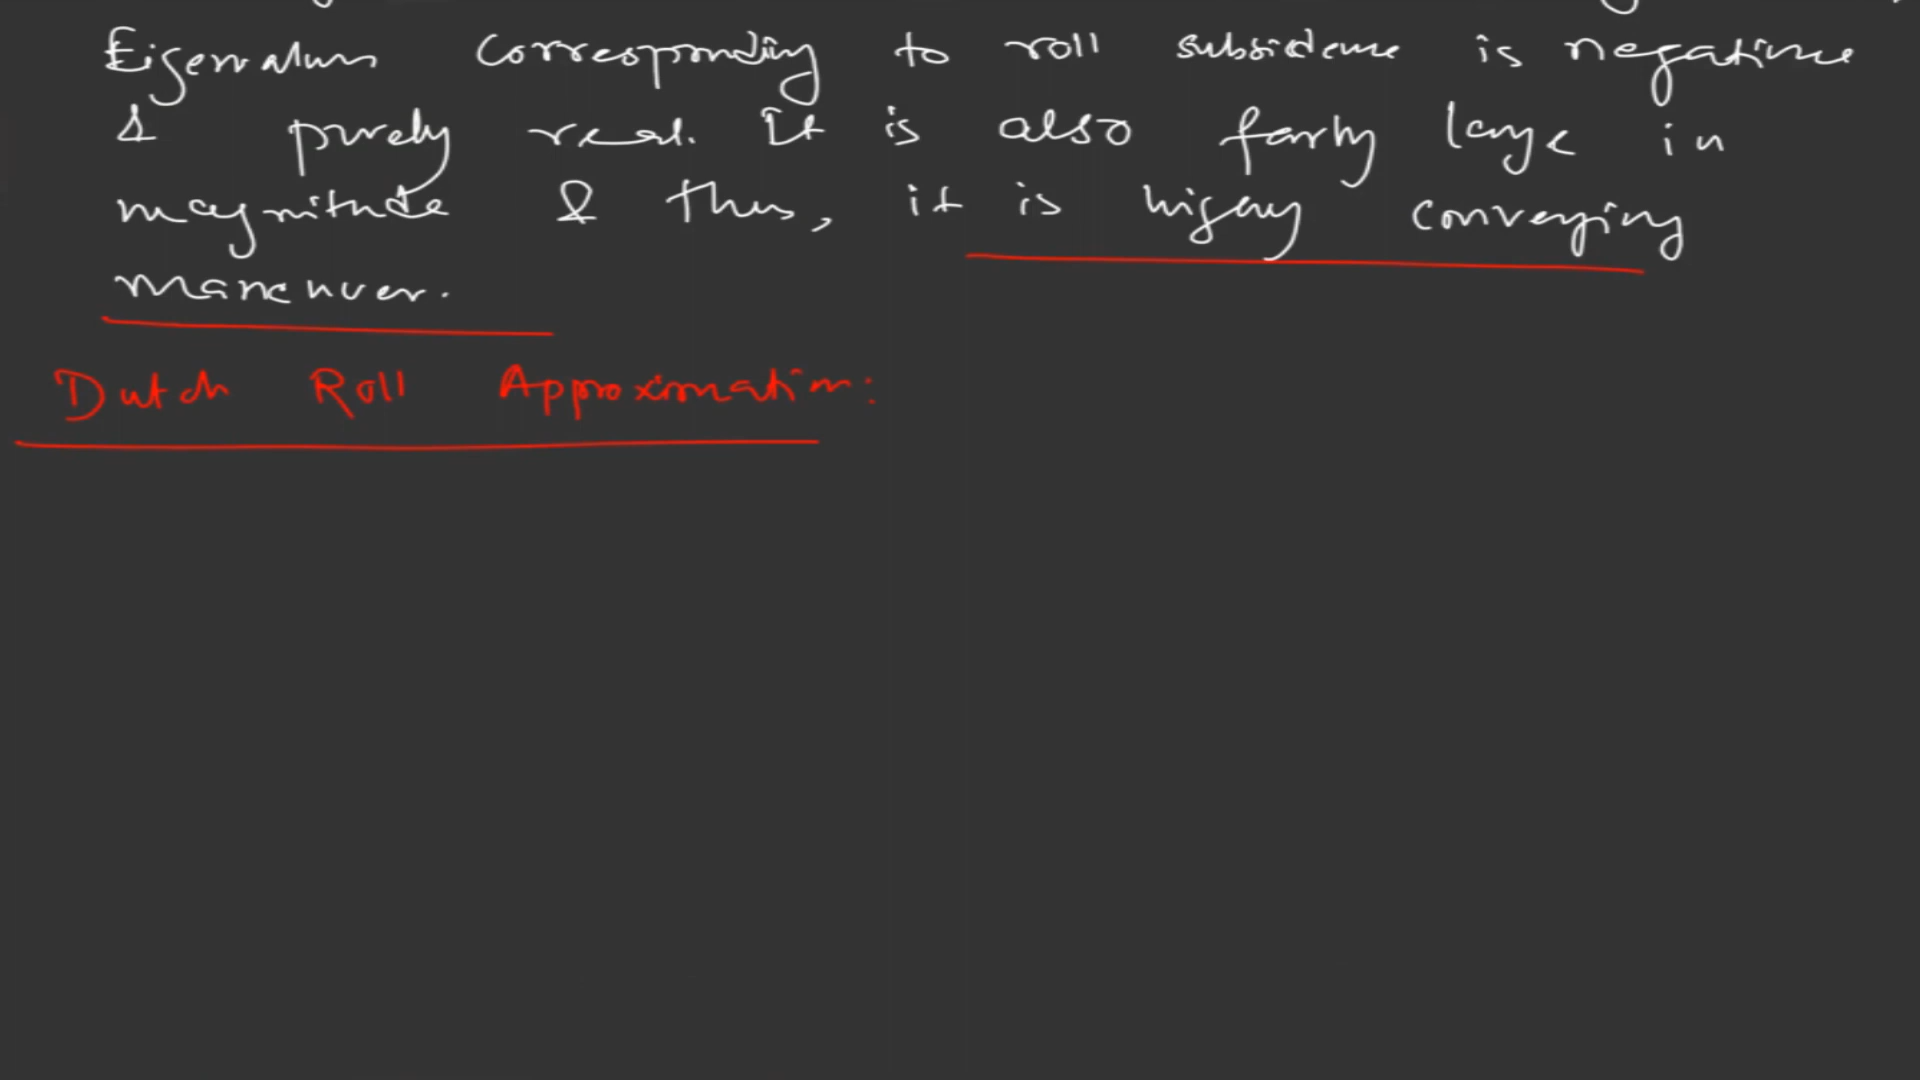 Eigenvalues corresponding to roll subsidence is negative
& purely real. It is also fairly large in
magnitude & thus, it is highly converging
maneuver.
Dutch Roll Approximation: